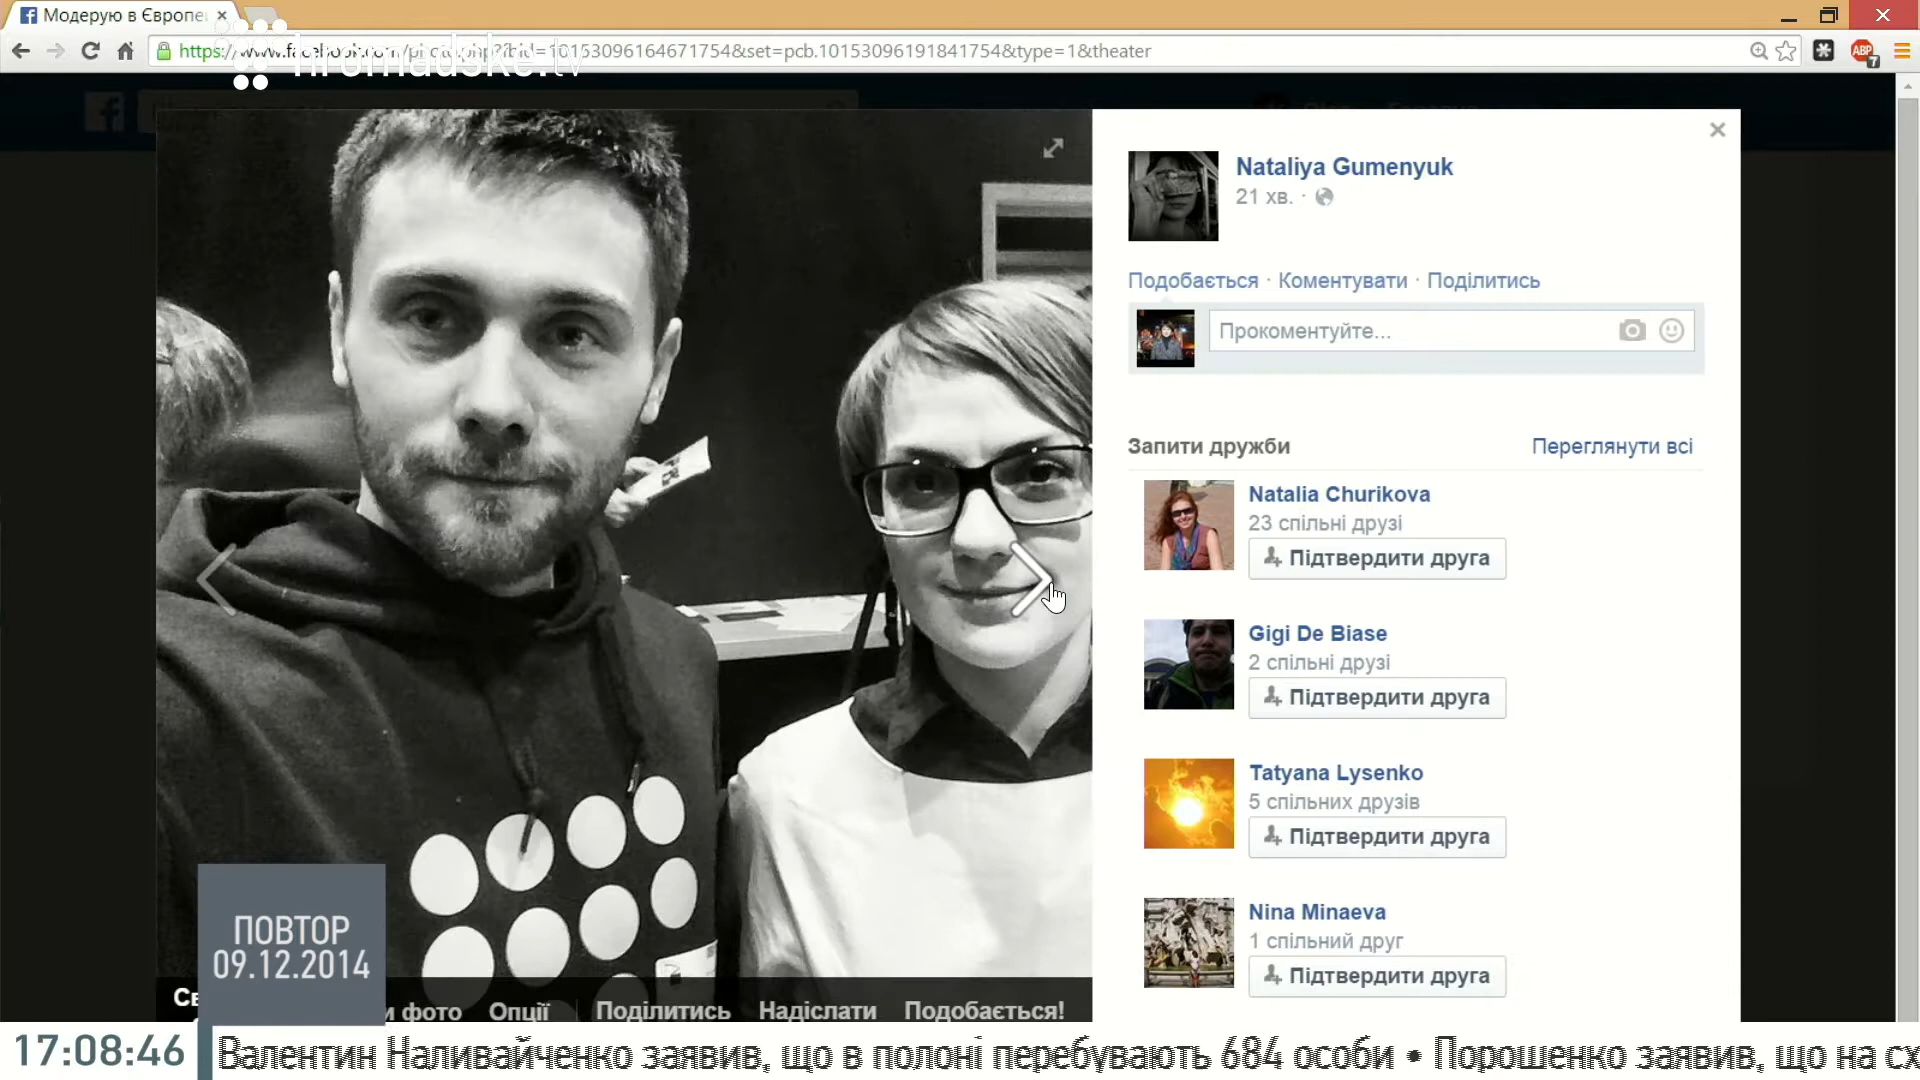 Модерую в Європе
https://www.facebook.com/photo.php?fbid=10153096164671754&set=pcb.10153096191841754&type=1&theater
hromadske.tv
ABP
7
Nataliya Gumenyuk
21 хв. ·
Подобається · Коментувати · Поділитись
Прокоментуйте...
Запити дружби Переглянути всі
Natalia Churikova
23 спільні друзі
Підтвердити друга
Gigi De Biase
2 спільні друзі
Підтвердити друга
Tatyana Lysenko
5 спільних друзів
Підтвердити друга
Nina Minaeva
1 спільний друг
Підтвердити друга
ПОВТОР
09.12.2014
фото Опції Поділитись Надіслати Подобається!
17:08:46 Валентин Наливайченко заявив, що в полоні перебувають 684 особи • Порошенко заявив, що на сх